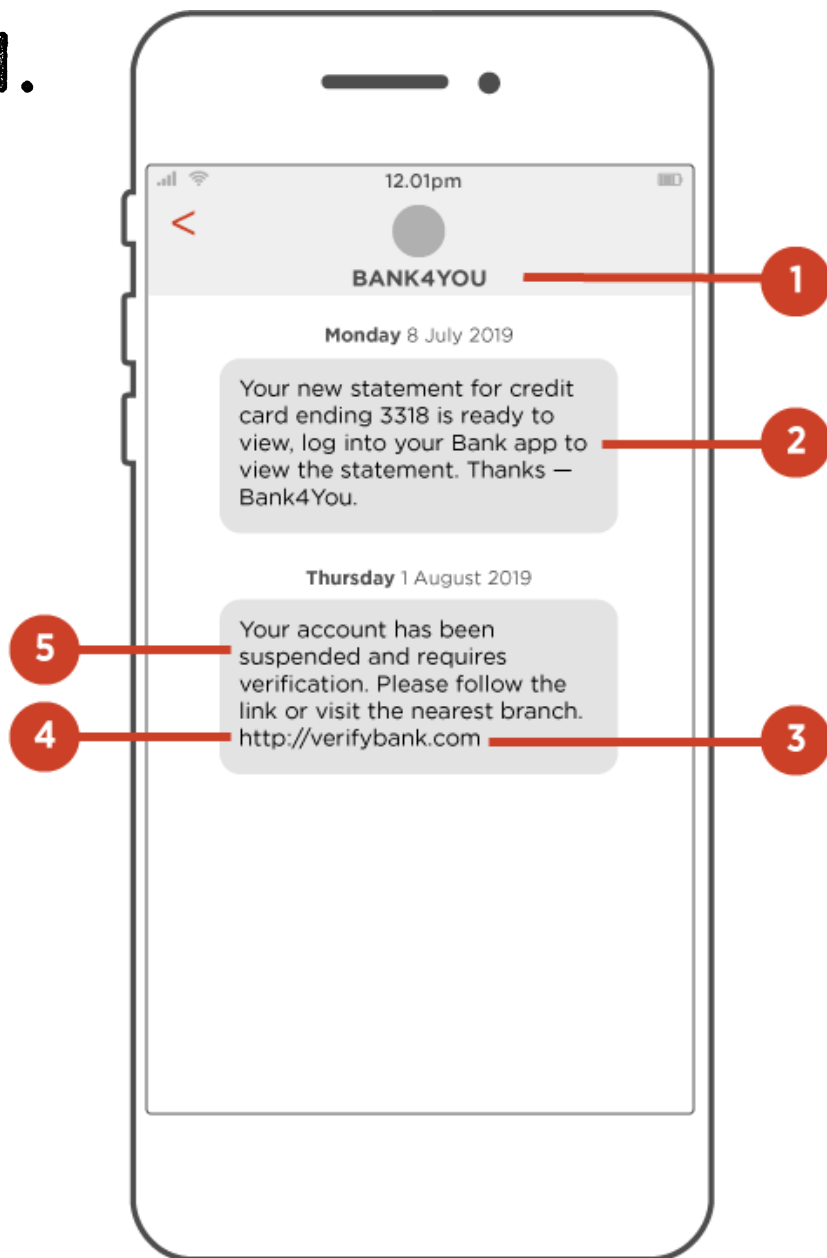 12.01pm
<
BANK4YOU
1
Monday 8 July 2019
Your new statement for credit
card ending 3318 is ready to
view, log into your Bank app to
view the statement. Thanks —
Bank4You.
2
Thursday 1 August 2019
Your account has been
suspended and requires
verification. Please follow the
link or visit the nearest branch.
http://verifybank.com
5
4
3